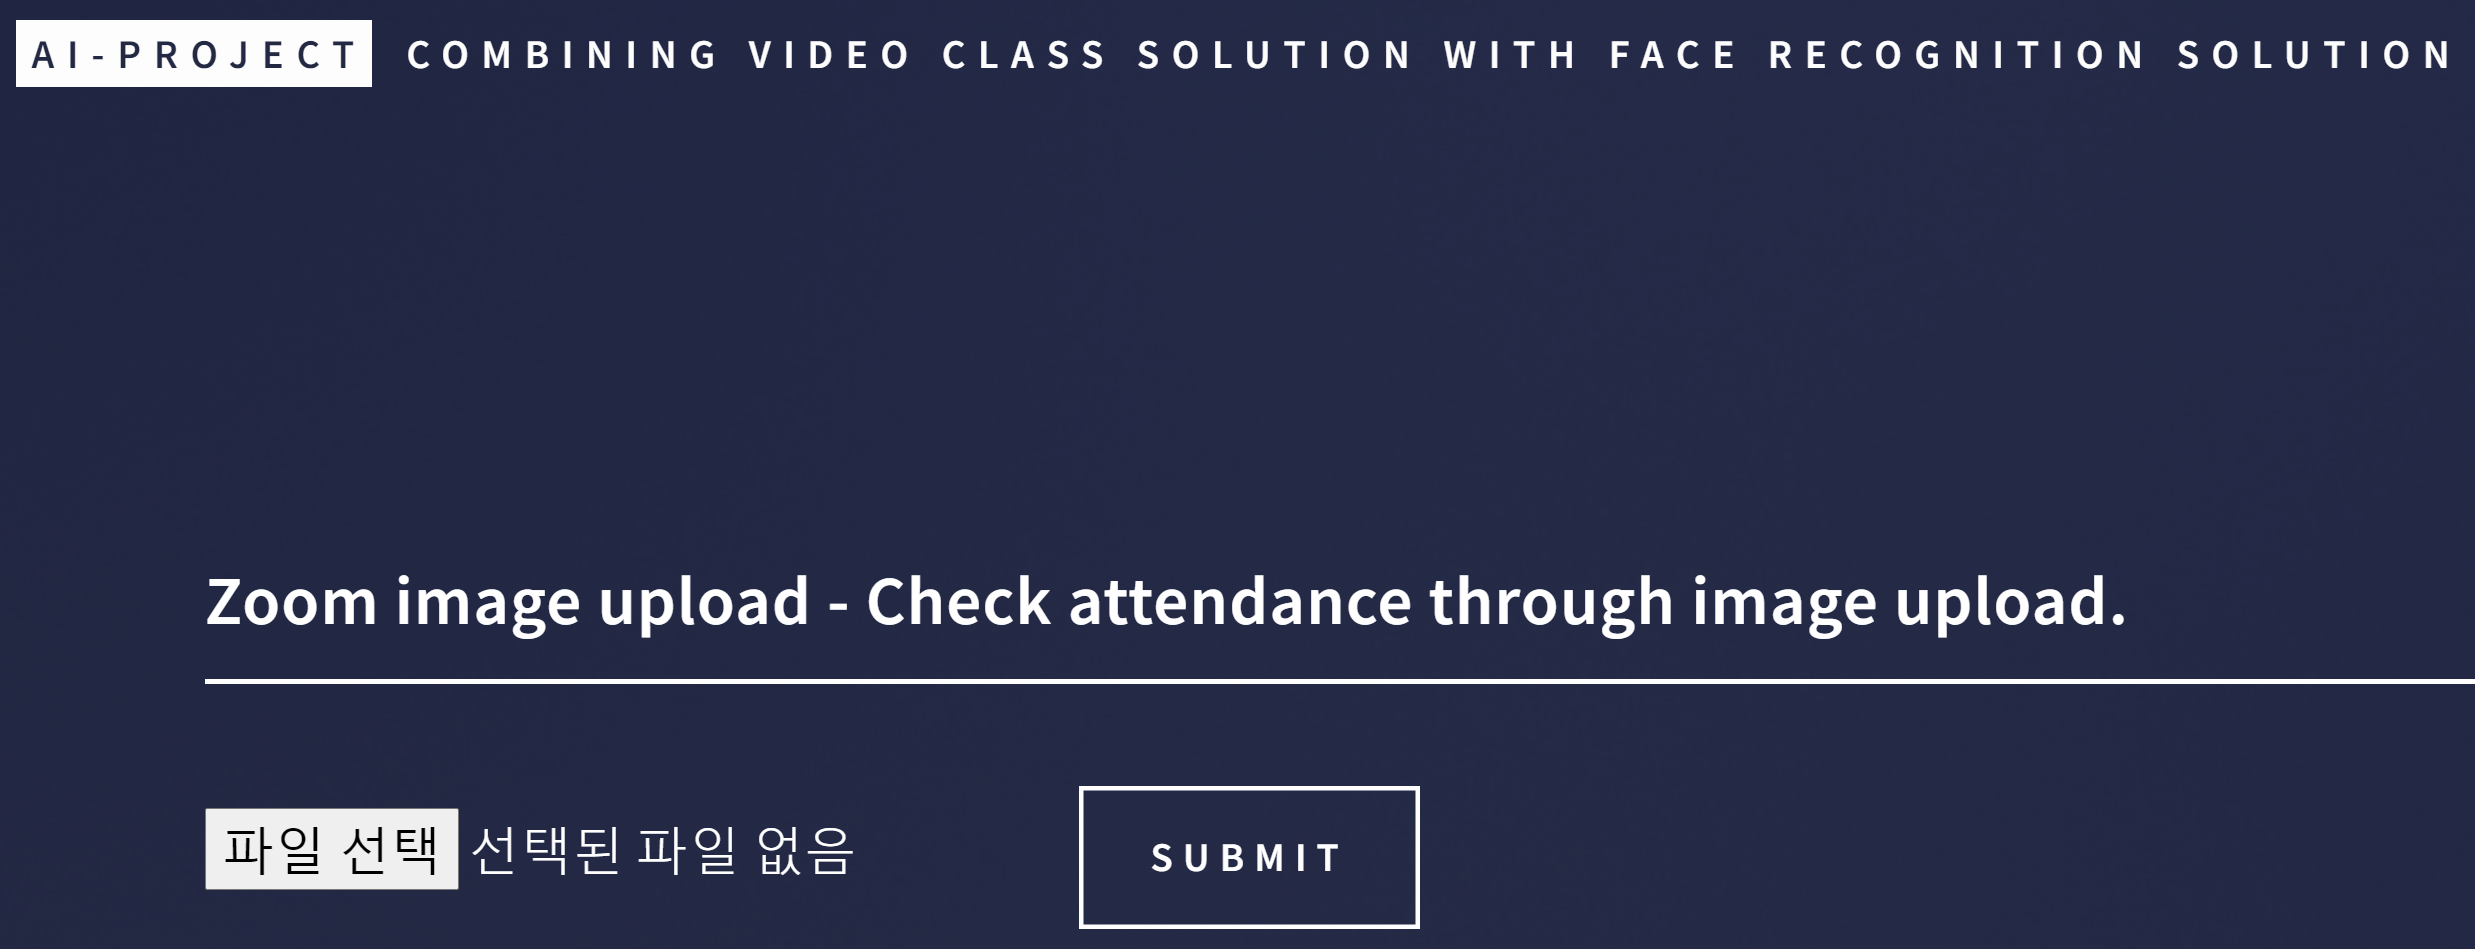 AI-PROJECT COMBINING VIDEO CLASS SOLUTION WITH FACE RECOGNITION SOLUTION
Zoom image upload - Check attendance through image upload.
파일 선택 선택된 파일 없음 SUBMIT